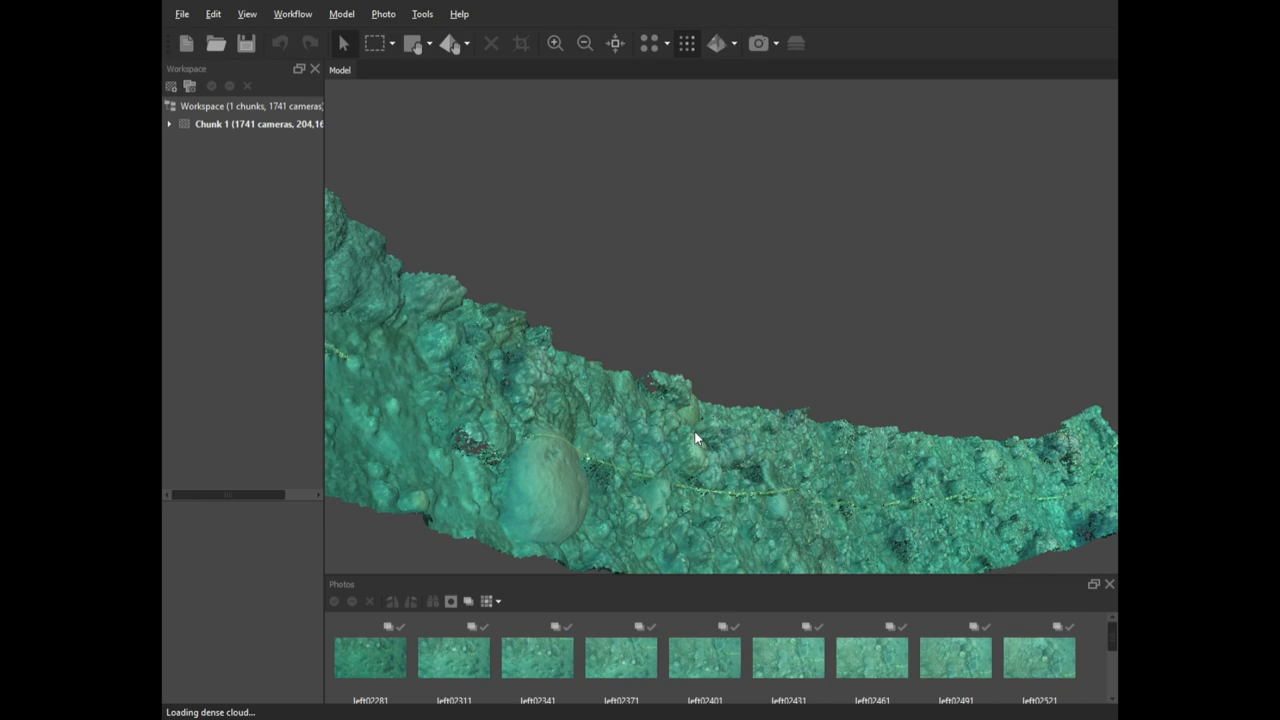 File Edit View Workflow Model Photo Tools Help
Workspace
Model
Workspace (1 chunks, 1741 cameras
Chunk 1 (1741 cameras, 204,16
Photos
left02281 left02311 left02341 left02371 left02401 left02431 left02461 left02491 left02521
Loading dense cloud...